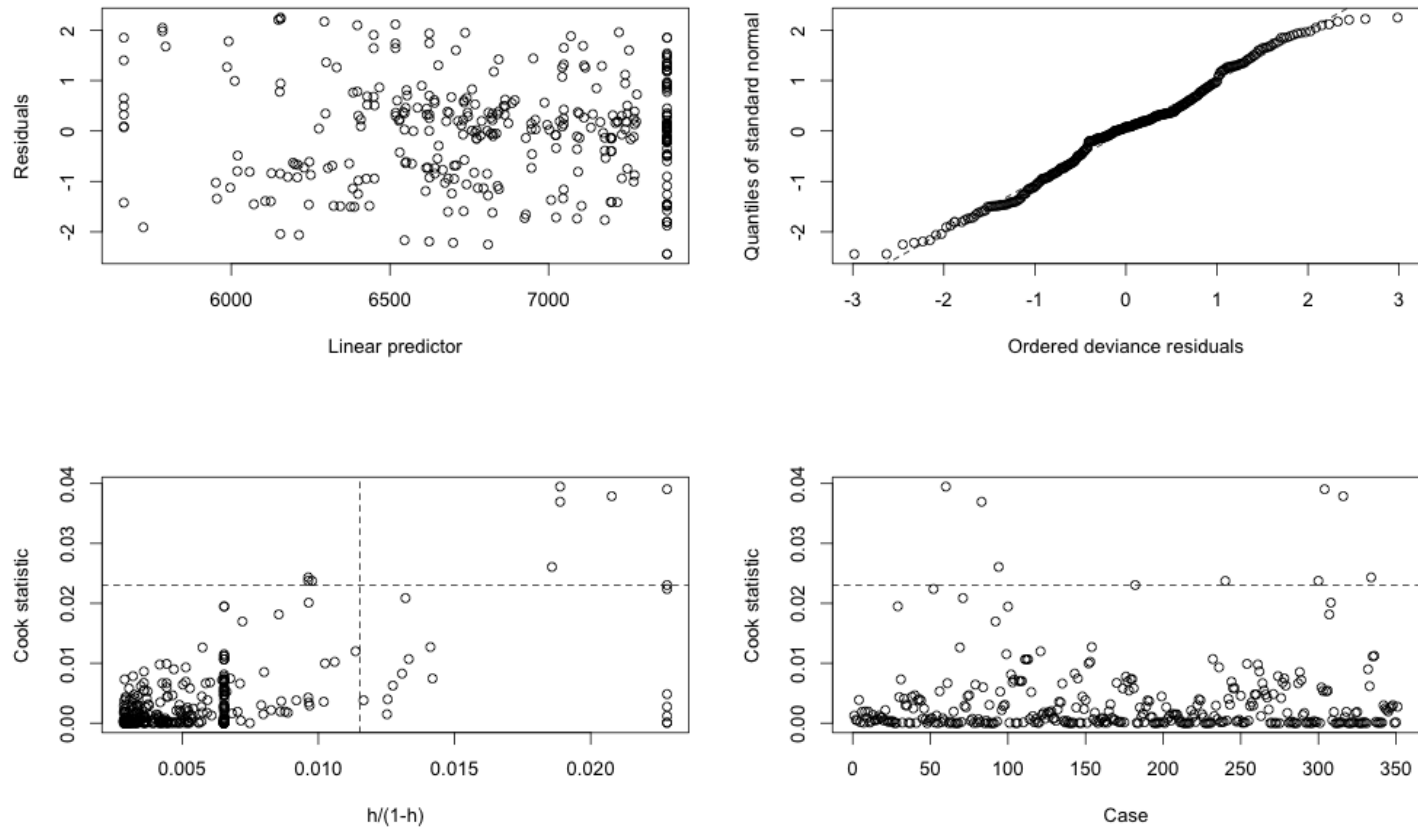 Residuals
2
1
0
-1
-2
6000 6500 7000
Linear predictor
Quantiles of standard normal
2
1
0
-1
-2
-3 -2 -1 0 1 2 3
Ordered deviance residuals
Cook statistic
0.04
0.03
0.02
0.01
0.00
0.005 0.010 0.015 0.020
h/(1-h)
Cook statistic
0.04
0.03
0.02
0.01
0.00
0 50 100 150 200 250 300 350
Case